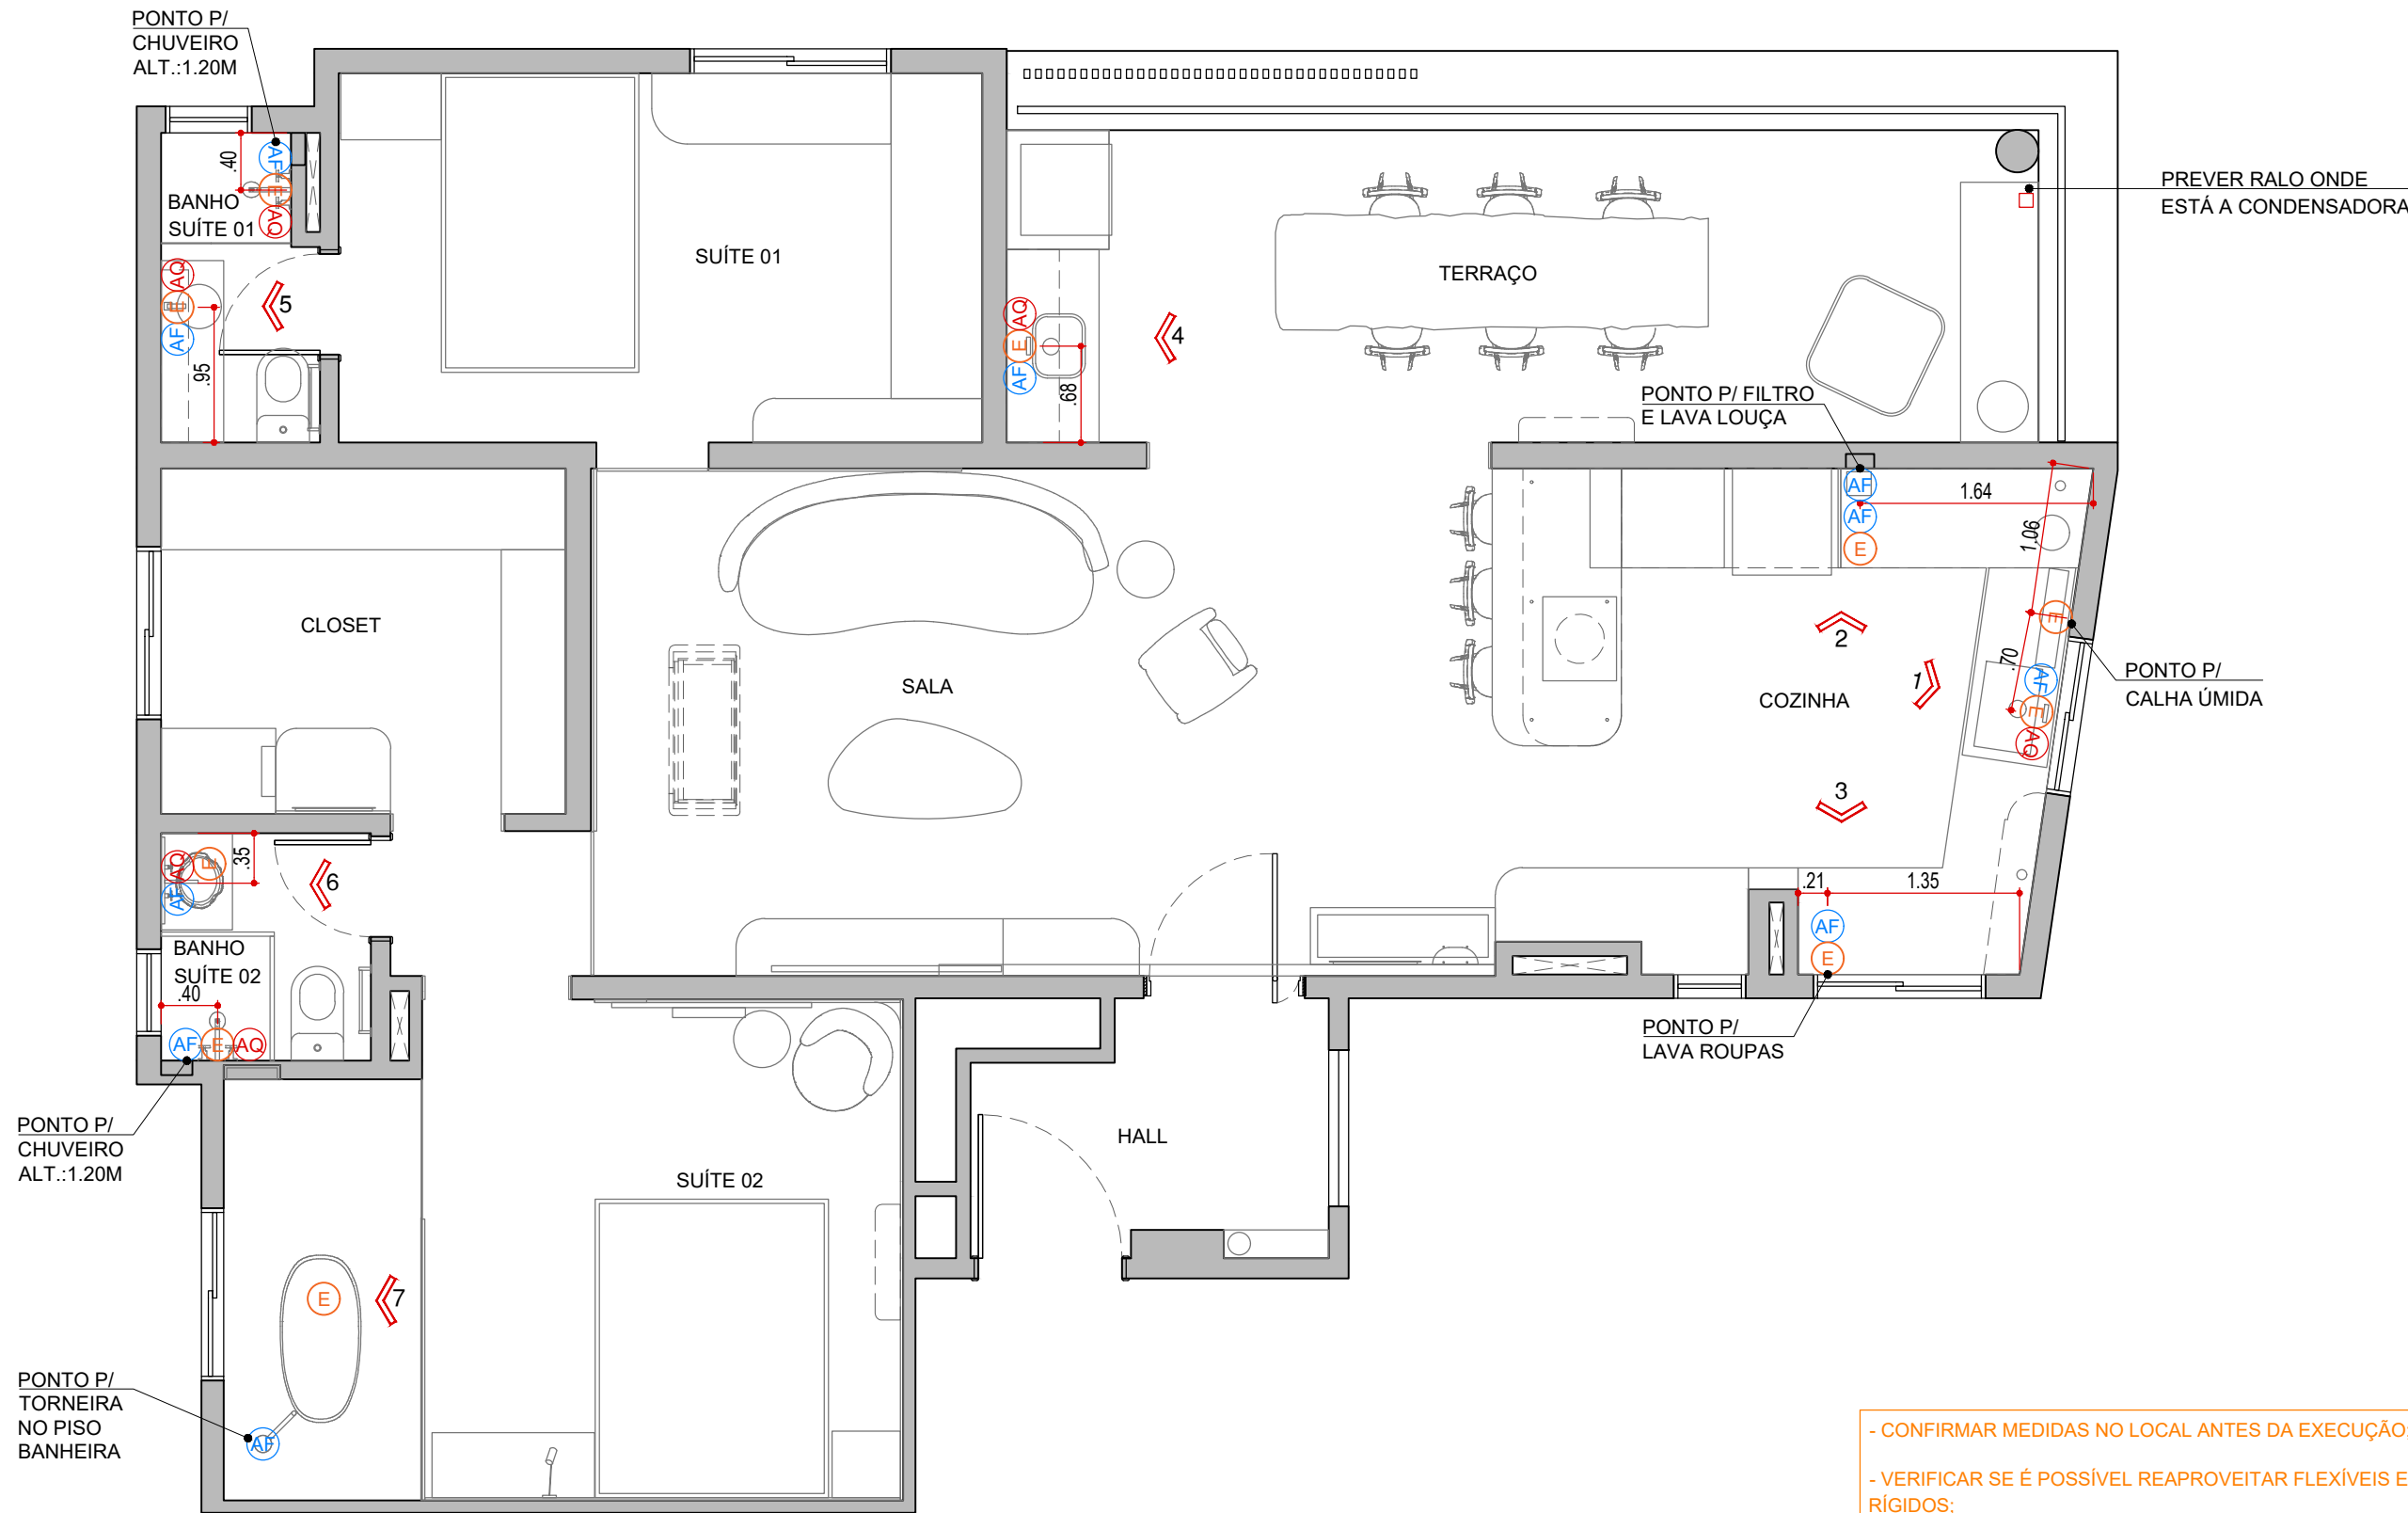 PONTO P/
CHUVEIRO
ALT.:1.20M
.40
AF
E
AQ
BANHO
SUÍTE 01
AQ
E
AF
.95
5
SUÍTE 01
AQ
E
AF
.68
4
TERRAÇO
PREVER RALO ONDE
ESTÁ A CONDENSADORA
PONTO P/ FILTRO
E LAVA LOUÇA
AF
AF
E
1.64
1.06
E
.70
AF
E
AQ
PONTO P/
CALHA ÚMIDA
2
1
COZINHA
3
CLOSET
SALA
.35
AQ
E
AF
6
BANHO
SUÍTE 02
.40
AF
E
AQ
.21
1.35
AF
E
PONTO P/
LAVA ROUPAS
PONTO P/
CHUVEIRO
ALT.:1.20M
HALL
SUÍTE 02
E
7
PONTO P/
TORNEIRA
NO PISO
BANHEIRA
AF
- CONFIRMAR MEDIDAS NO LOCAL ANTES DA EXECUÇÃO;
- VERIFICAR SE É POSSÍVEL REAPROVEITAR FLEXÍVEIS E
RÍGIDOS;